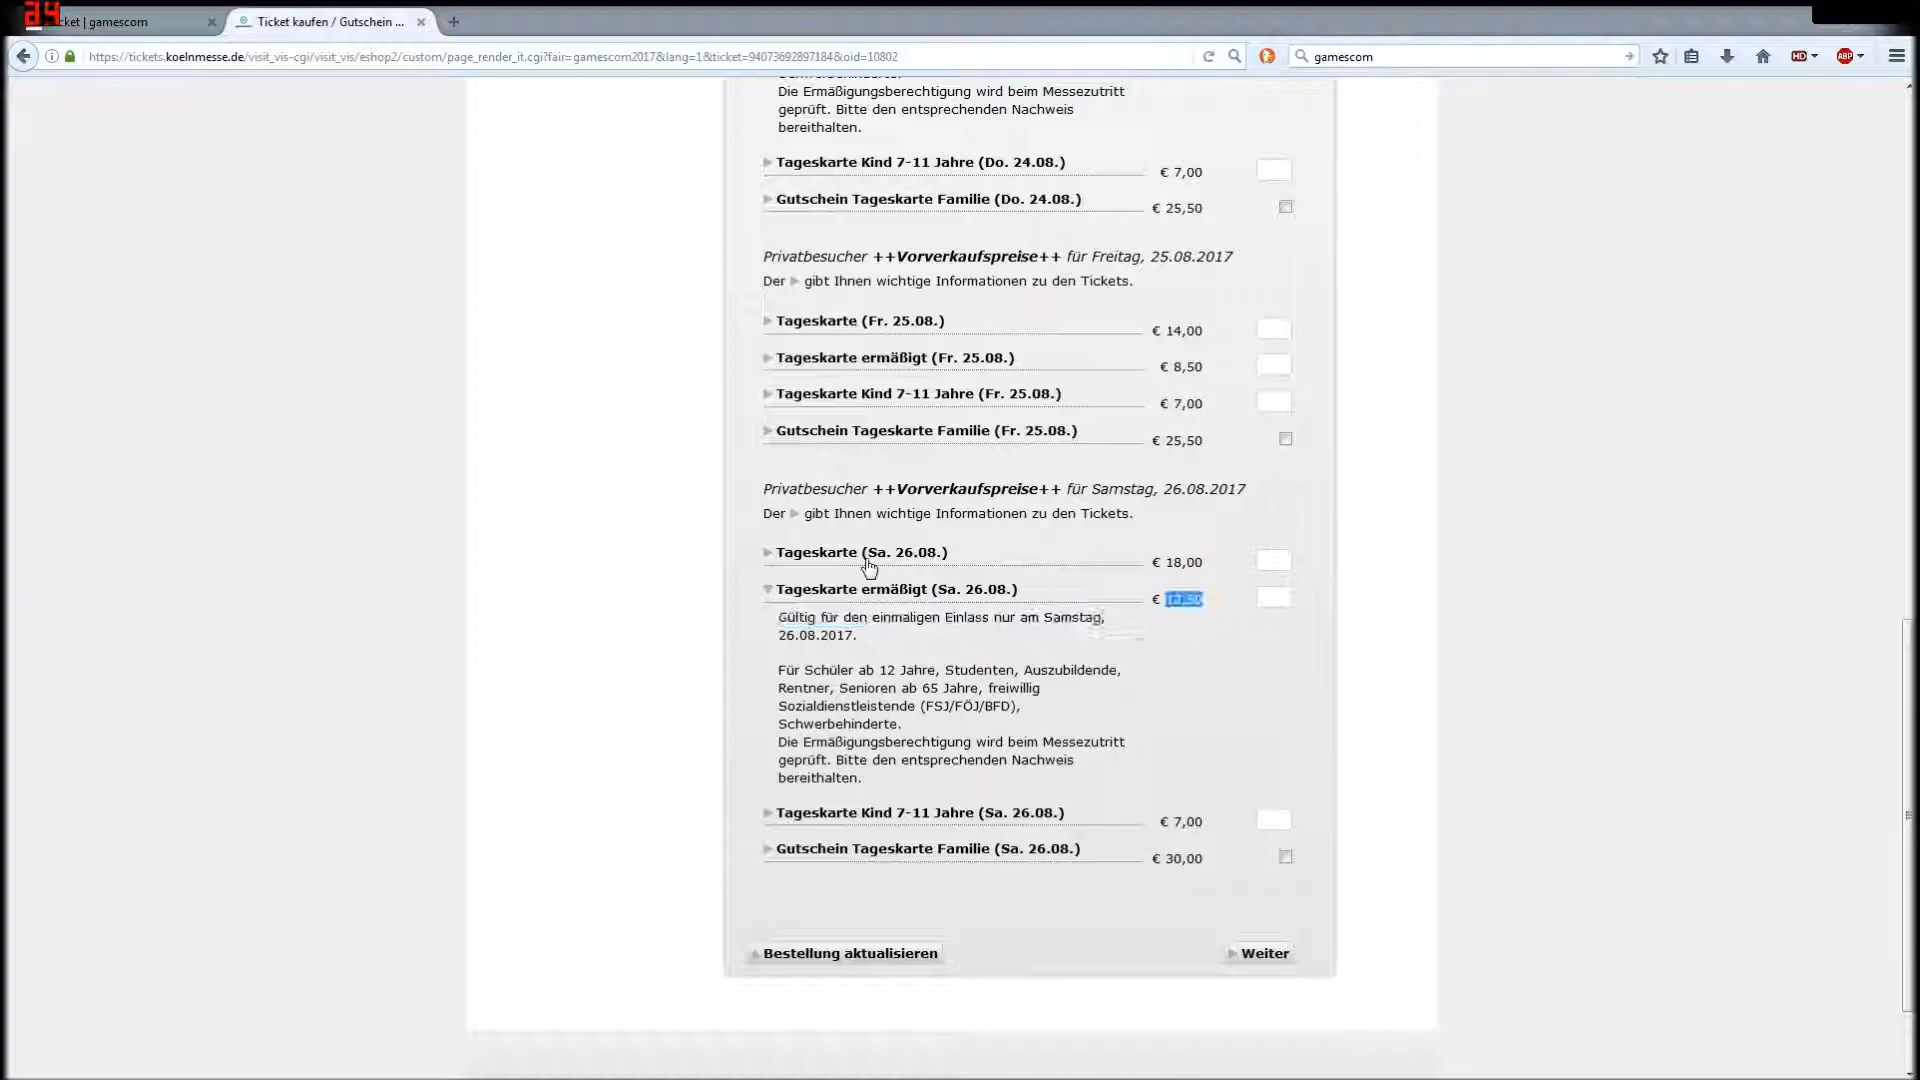 24
cket | gamescom
Ticket kaufen / Gutschein ...
https://tickets.koelnmesse.de/visit_vis-cgi/visit_vis/eshop2/custom/page_render_it.cgi?fair=gamescom2017&lang=1&ticket=94073692897184&oid=10802
gamescom
HD
ABP
Die Ermäßigungsberechtigung wird beim Messezutritt
geprüft. Bitte den entsprechenden Nachweis
bereithalten.
Tageskarte Kind 7-11 Jahre (Do. 24.08.)
€ 7,00
Gutschein Tageskarte Familie (Do. 24.08.)
€ 25,50
Privatbesucher ++Vorverkaufspreise++ für Freitag, 25.08.2017
Der gibt Ihnen wichtige Informationen zu den Tickets.
Tageskarte (Fr. 25.08.)
€ 14,00
Tageskarte ermäßigt (Fr. 25.08.)
€ 8,50
Tageskarte Kind 7-11 Jahre (Fr. 25.08.)
€ 7,00
Gutschein Tageskarte Familie (Fr. 25.08.)
€ 25,50
Privatbesucher ++Vorverkaufspreise++ für Samstag, 26.08.2017
Der gibt Ihnen wichtige Informationen zu den Tickets.
Tageskarte (Sa. 26.08.)
€ 18,00
Tageskarte ermäßigt (Sa. 26.08.)
€
Gültig für den einmaligen Einlass nur am Samstag,
26.08.2017.
Für Schüler ab 12 Jahre, Studenten, Auszubildende,
Rentner, Senioren ab 65 Jahre, freiwillig
Sozialdienstleistende (FSJ/FÖJ/BFD),
Schwerbehinderte.
Die Ermäßigungsberechtigung wird beim Messezutritt
geprüft. Bitte den entsprechenden Nachweis
bereithalten.
Tageskarte Kind 7-11 Jahre (Sa. 26.08.)
€ 7,00
Gutschein Tageskarte Familie (Sa. 26.08.)
€ 30,00
Bestellung aktualisieren
Weiter